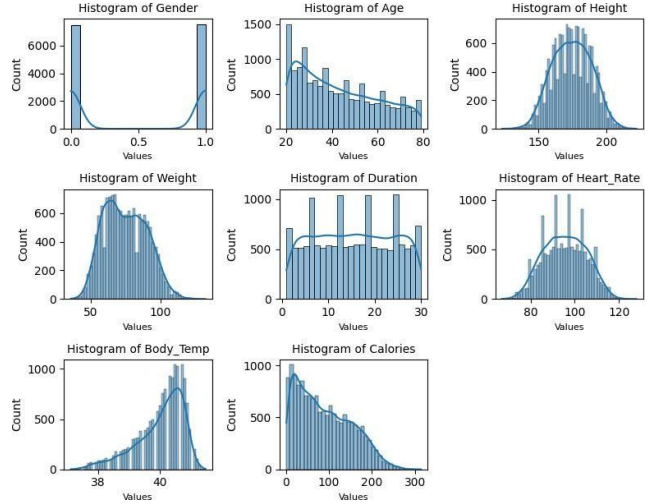 Histogram of Gender
Count
6000
4000
2000
0
0.0 0.5 1.0
Values
Histogram of Age
Count
1500
1000
500
0
20 40 60 80
Values
Histogram of Height
Count
600
400
200
0
150 200
Values
Histogram of Weight
Count
600
400
200
0
50 100
Values
Histogram of Duration
Count
1000
500
0
0 10 20 30
Values
Histogram of Heart_Rate
Count
1000
500
0
80 100 120
Values
Histogram of Body_Temp
Count
1000
500
0
38 40
Values
Histogram of Calories
Count
1000
500
0
0 100 200 300
Values